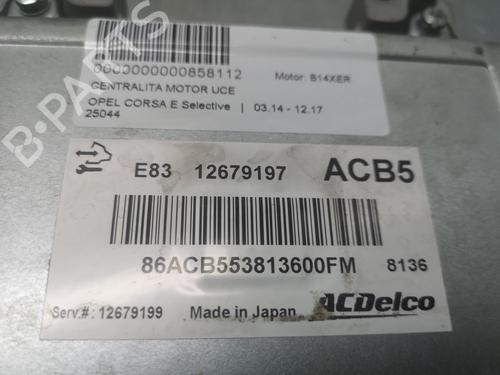 0000000000858112
Motor: B14XER
CENTRALITA MOTOR UCE
OPEL CORSA E Selective | 03.14 - 12.17
25044
E83 12679197 ACB5
86ACB553813600FM 8136
Serv.#: 12679199 Made in Japan ACDelco
B-PARTS